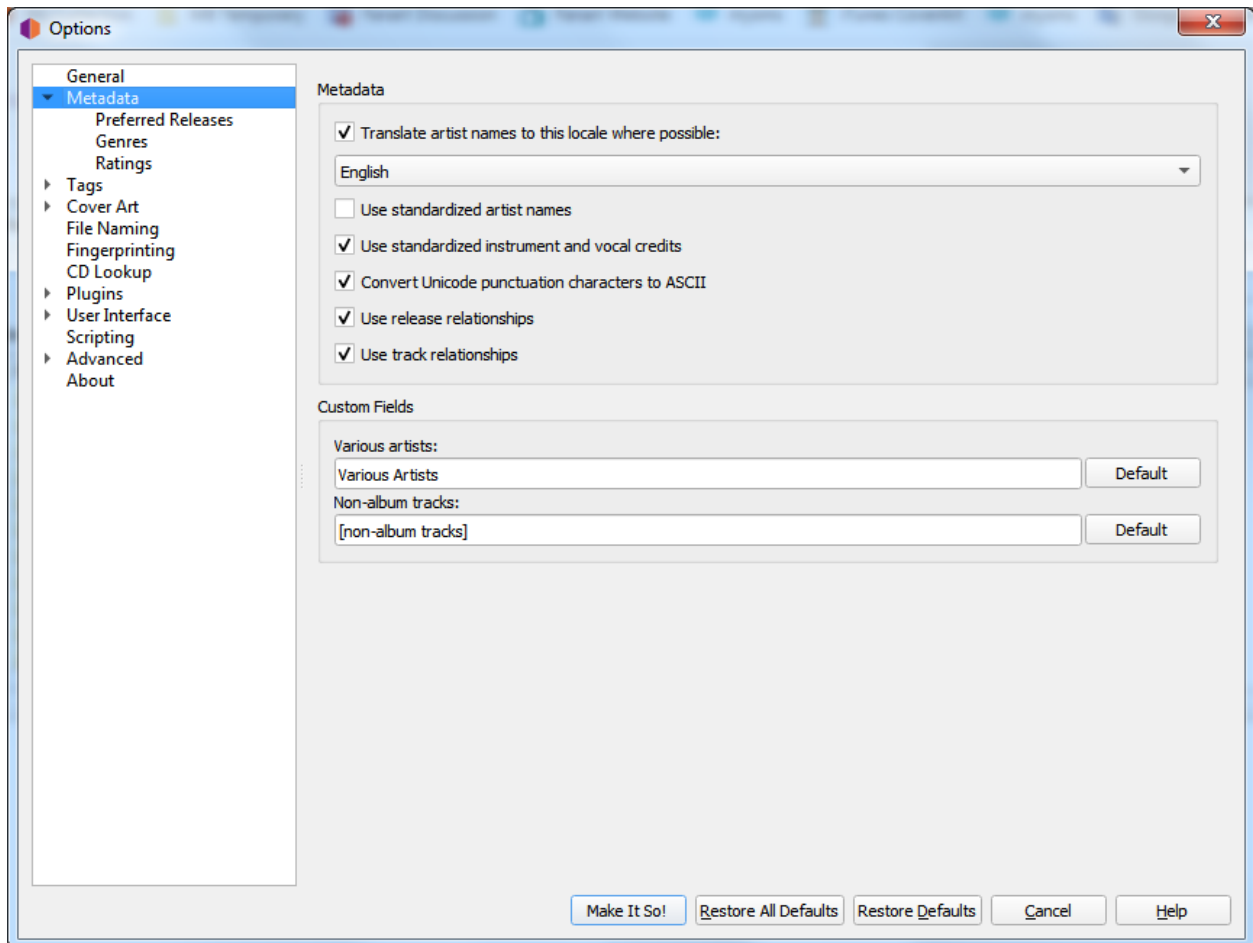 Options
General
Metadata
Preferred Releases
Genres
Ratings
Tags
Cover Art
File Naming
Fingerprinting
CD Lookup
Plugins
User Interface
Scripting
Advanced
About
Metadata
Translate artist names to this locale where possible:
English
Use standardized artist names
Use standardized instrument and vocal credits
Convert Unicode punctuation characters to ASCII
Use release relationships
Use track relationships
Custom Fields
Various artists:
Various Artists Default
Non-album tracks:
[non-album tracks] Default
Make It So! Restore All Defaults Restore Defaults Cancel Help